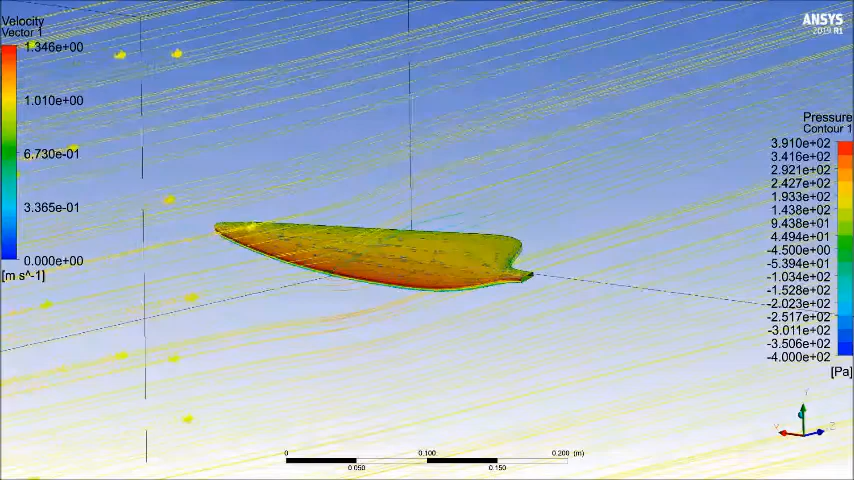 Velocity
Vector 1
1.346e+00
1.010e+00
6.730e-01
3.365e-01
0.000e+00
[m s^-1]
ANSYS
2019 R1
Pressure
Contour 1
3.910e+02
3.416e+02
2.921e+02
2.427e+02
1.933e+02
1.438e+02
9.438e+01
4.494e+01
-4.500e+00
-5.394e+01
-1.034e+02
-1.528e+02
-2.023e+02
-2.517e+02
-3.011e+02
-3.506e+02
-4.000e+02
[Pa]
Y
Z
0 0.100 0.200 (m)
0.050 0.150